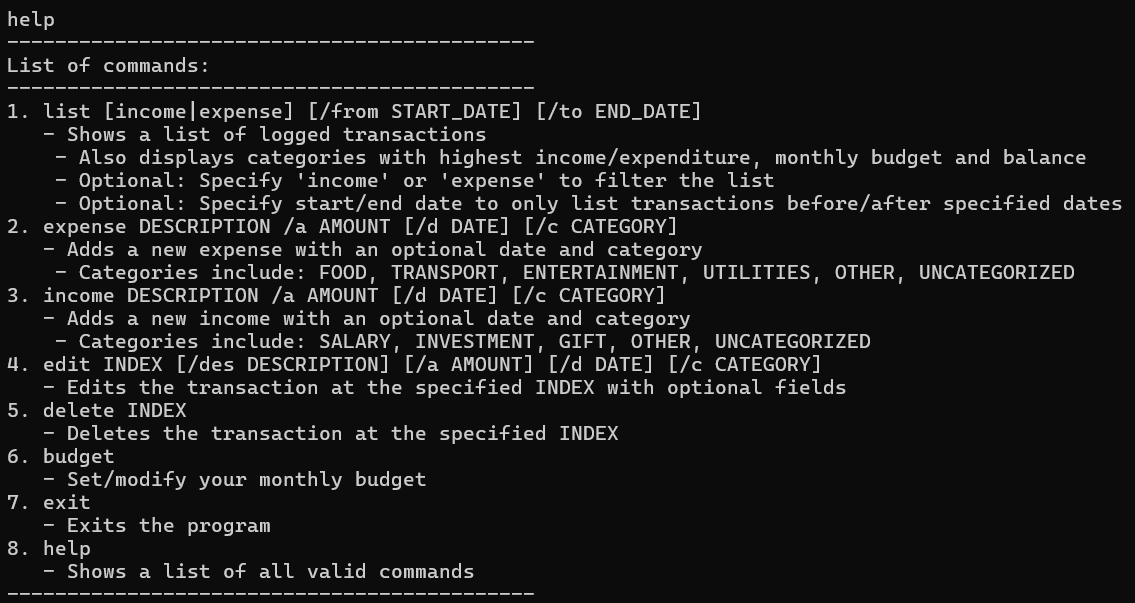 help
--------------------------------------------
List of commands:
--------------------------------------------
1. list [income|expense] [/from START_DATE] [/to END_DATE]
   - Shows a list of logged transactions
    - Also displays categories with highest income/expenditure, monthly budget and balance
    - Optional: Specify 'income' or 'expense' to filter the list
    - Optional: Specify start/end date to only list transactions before/after specified dates
2. expense DESCRIPTION /a AMOUNT [/d DATE] [/c CATEGORY]
   - Adds a new expense with an optional date and category
    - Categories include: FOOD, TRANSPORT, ENTERTAINMENT, UTILITIES, OTHER, UNCATEGORIZED
3. income DESCRIPTION /a AMOUNT [/d DATE] [/c CATEGORY]
   - Adds a new income with an optional date and category
    - Categories include: SALARY, INVESTMENT, GIFT, OTHER, UNCATEGORIZED
4. edit INDEX [/des DESCRIPTION] [/a AMOUNT] [/d DATE] [/c CATEGORY]
   - Edits the transaction at the specified INDEX with optional fields
5. delete INDEX
   - Deletes the transaction at the specified INDEX
6. budget
   - Set/modify your monthly budget
7. exit
   - Exits the program
8. help
   - Shows a list of all valid commands
--------------------------------------------